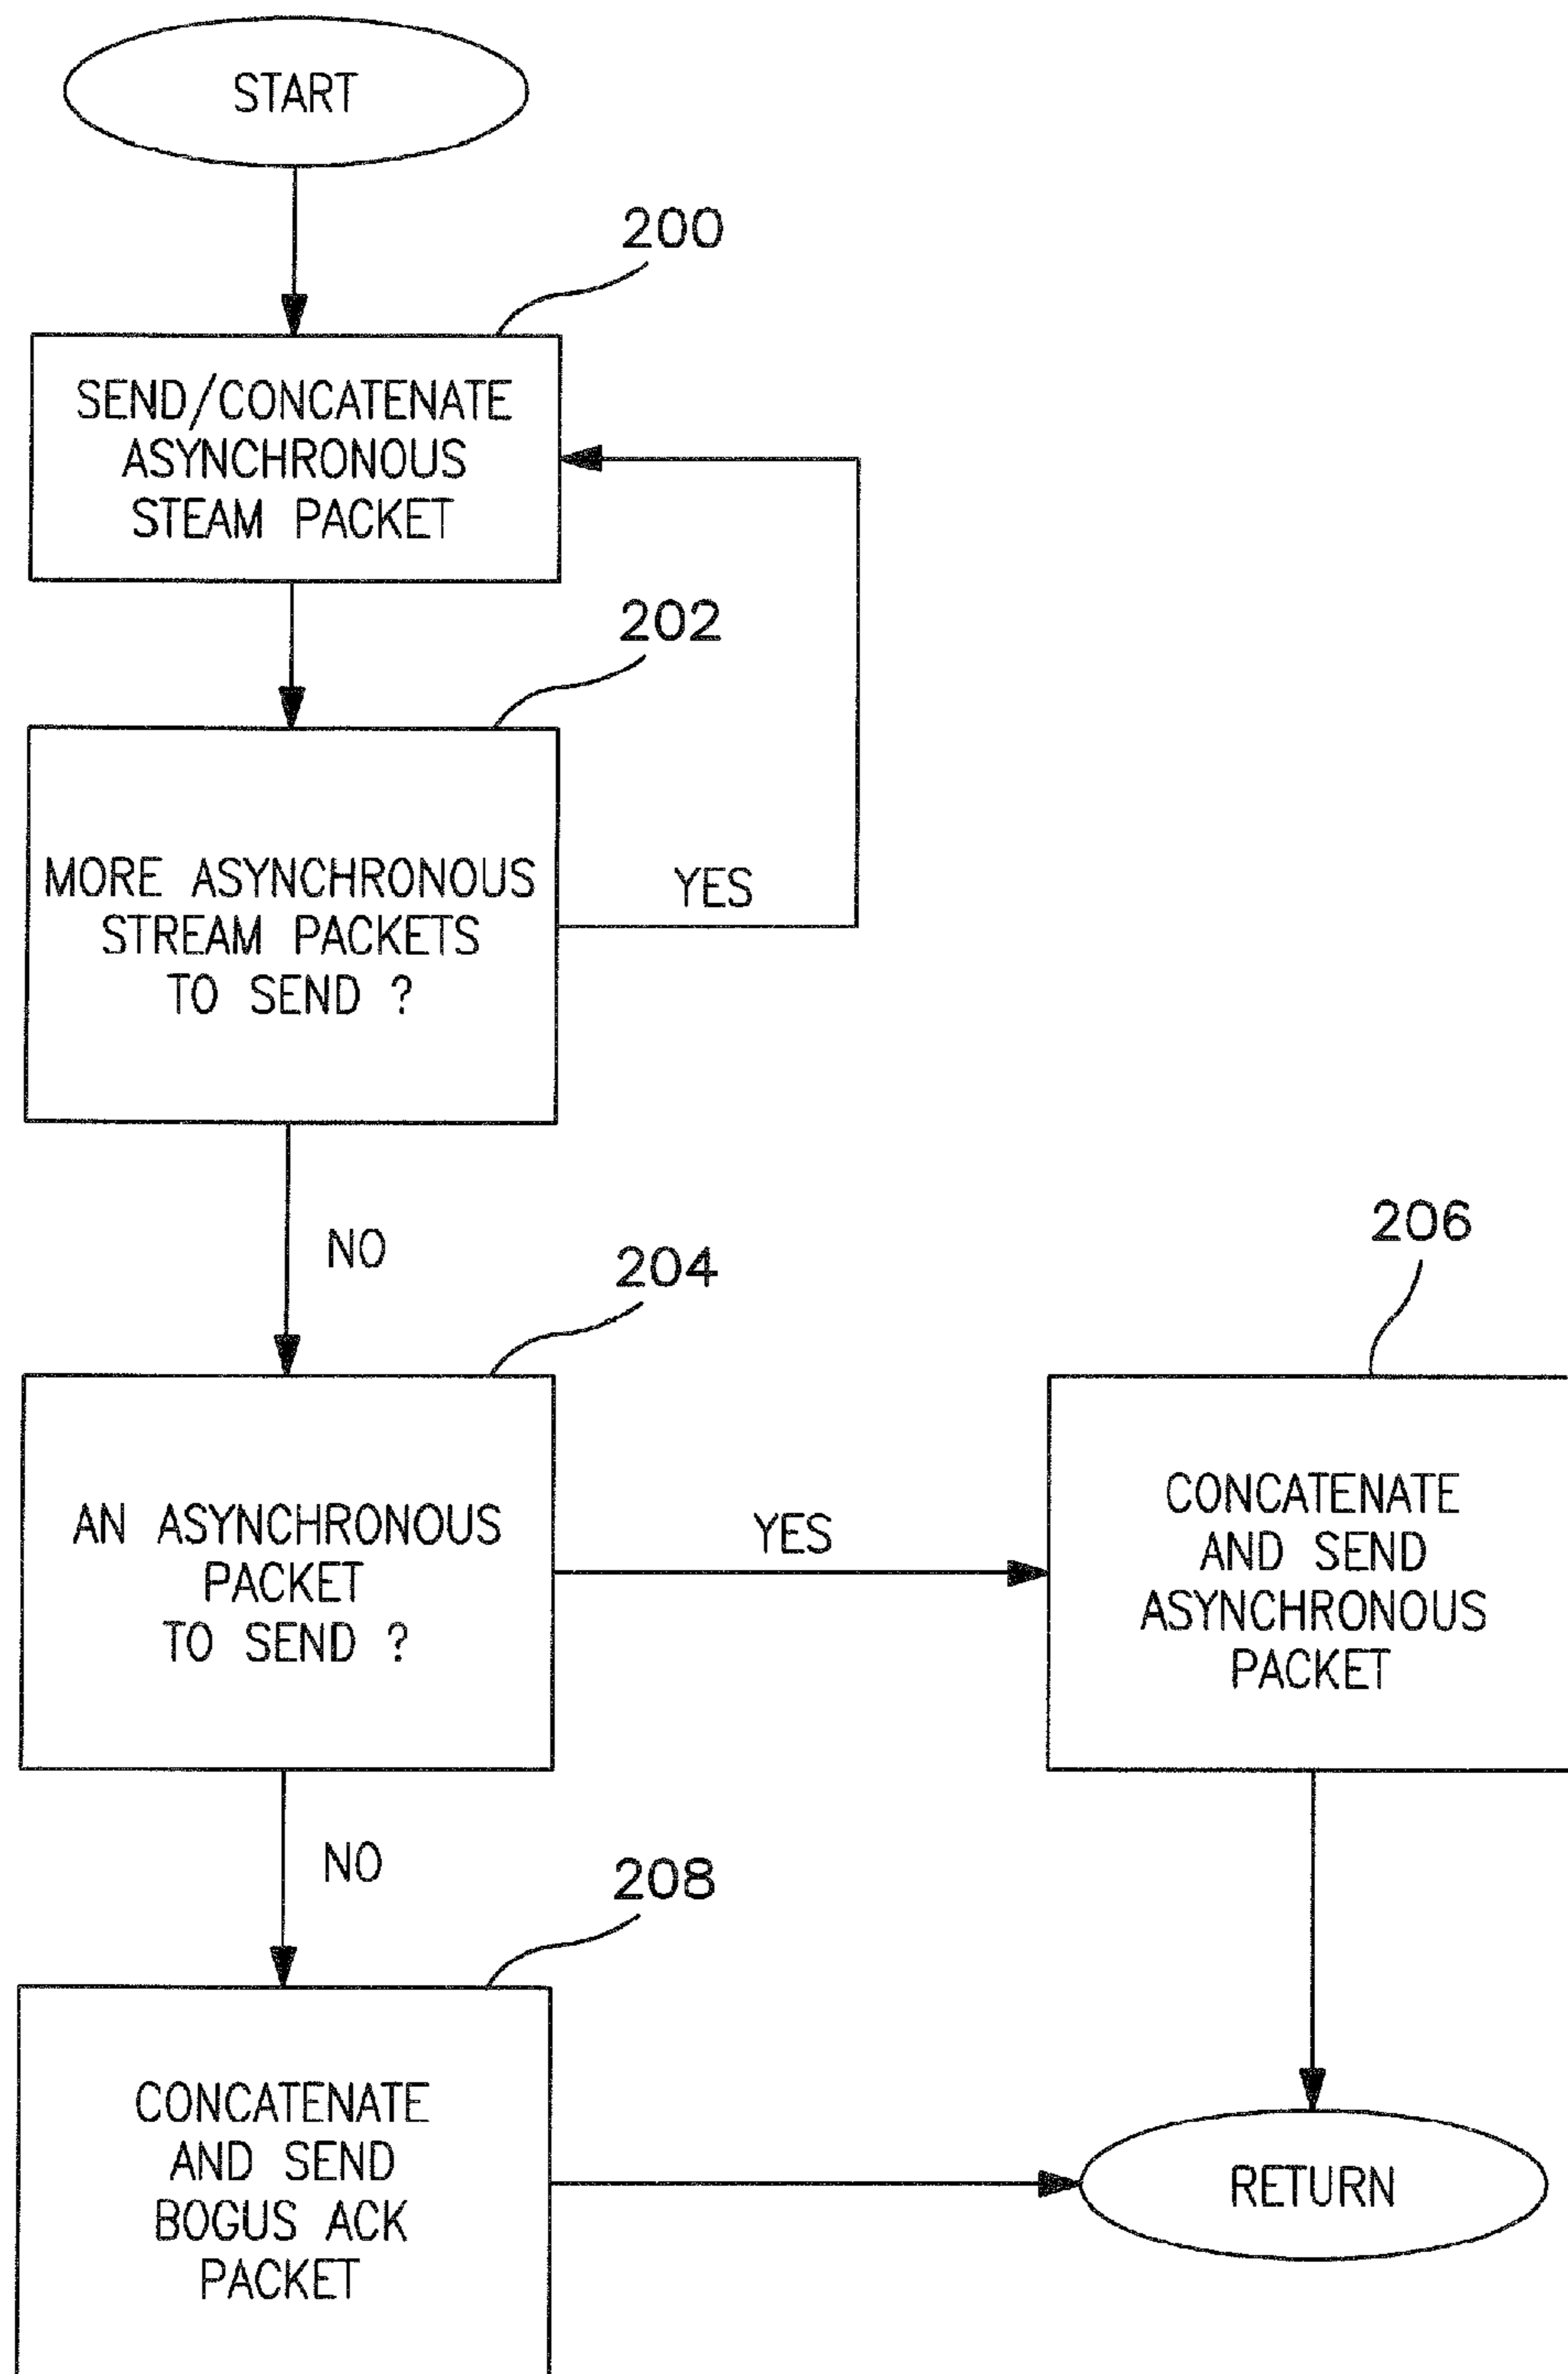 START
200
SEND/CONCATENATE
ASYNCHRONOUS
STEAM PACKET
202
MORE ASYNCHRONOUS
STREAM PACKETS
TO SEND ?
YES
NO
204
206
AN ASYNCHRONOUS
PACKET
TO SEND ?
YES
CONCATENATE
AND SEND
ASYNCHRONOUS
PACKET
NO
208
CONCATENATE
AND SEND
BOGUS ACK
PACKET
RETURN